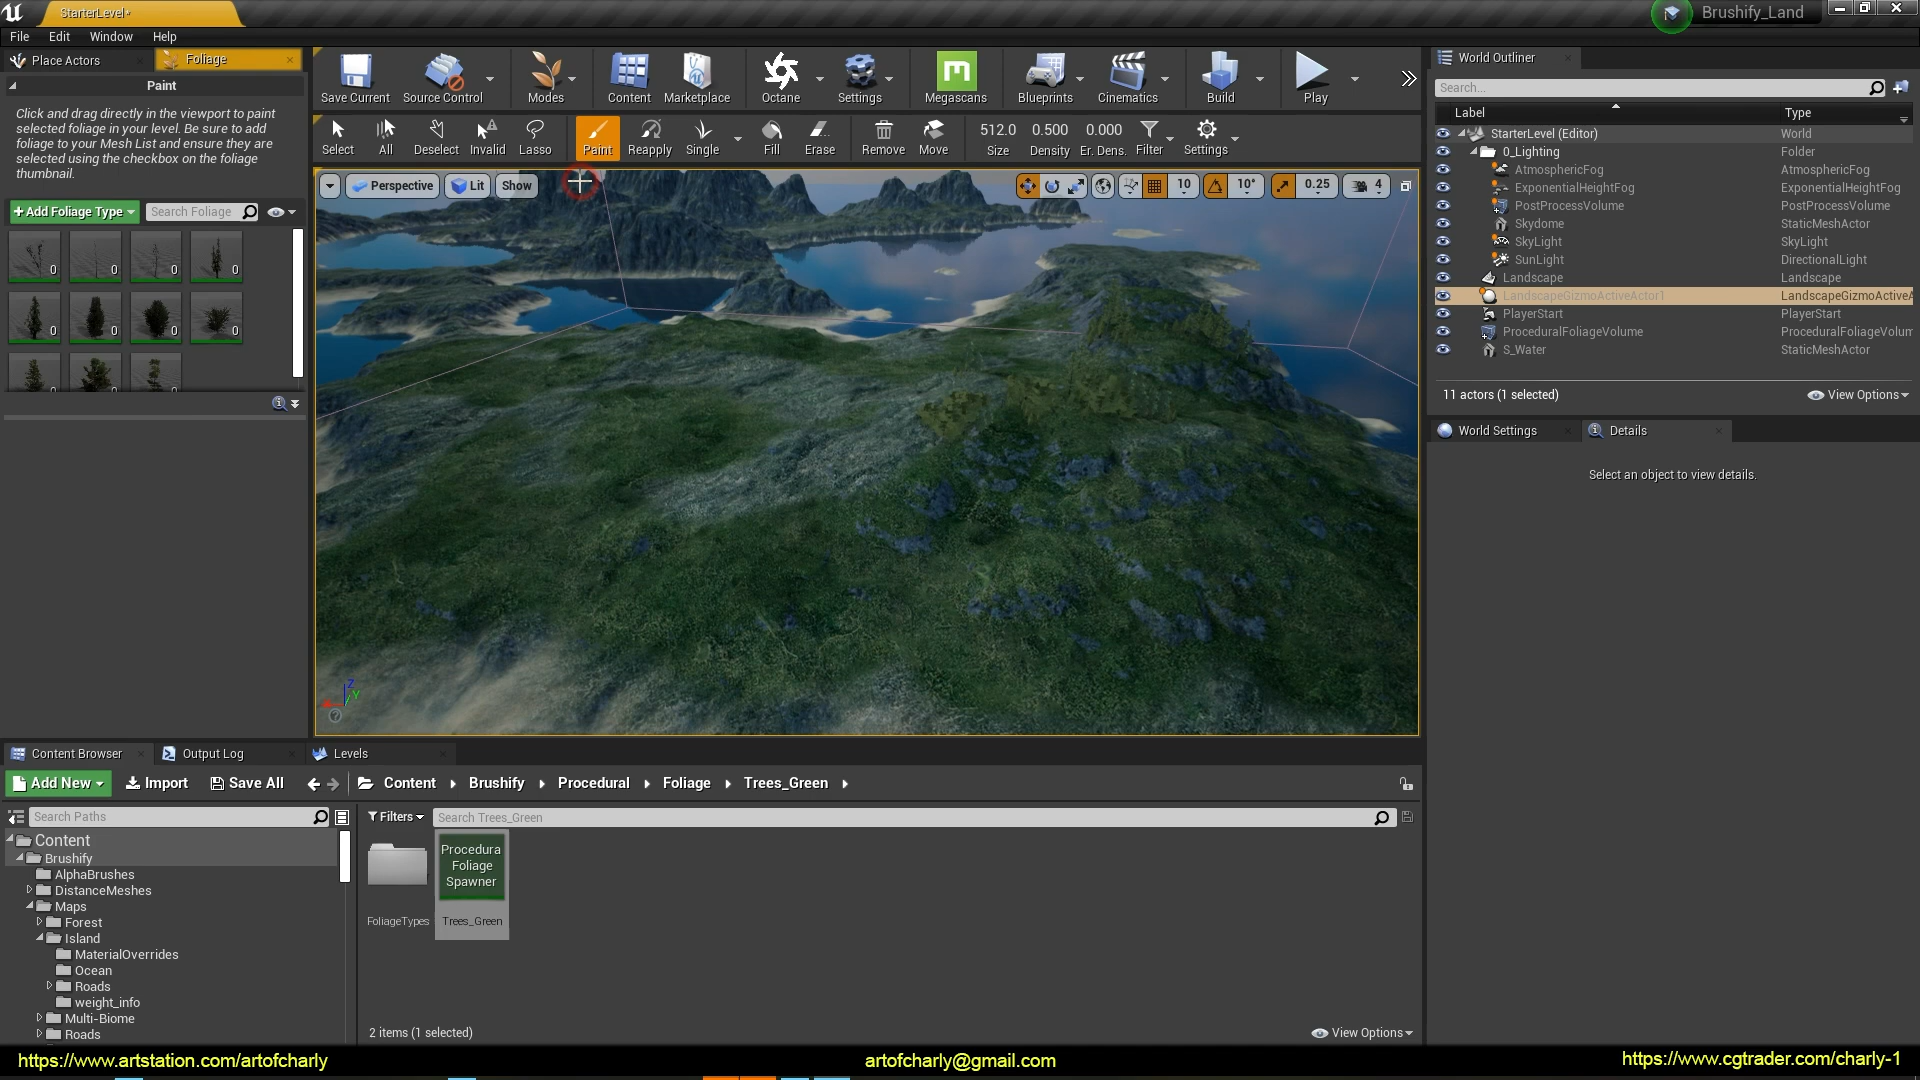 StarterLevel*
Brushify_Land
File Edit Window Help
Place Actors
Foliage
Paint
Click and drag directly in the viewport to paint
selected foliage in your level. Be sure to add
foliage to your Mesh List and ensure they are
selected using the checkbox on the foliage
thumbnail.
+Add Foliage Type
Search Foliage
0 0 0 0
0 0 0 0
Save Current
Source Control
Modes
Content
Marketplace
Octane
Settings
Megascans
Blueprints
Cinematics
Build
Play
Select
All
Deselect
Invalid
Lasso
Paint
Reapply
Single
Fill
Erase
Remove
Move
512.0
Size
0.500
Density
0.000
Er. Dens.
Filter
Settings
Perspective
Lit
Show
10
10°
0.25
4
Z
Y
World Outliner
Search...
Label Type
StarterLevel (Editor) World
0_Lighting Folder
AtmosphericFog AtmosphericFog
ExponentialHeightFog ExponentialHeightFog
PostProcessVolume PostProcessVolume
Skydome StaticMeshActor
SkyLight SkyLight
SunLight DirectionalLight
Landscape Landscape
LandscapeGizmoActiveActor1 LandscapeGizmoActiveA
PlayerStart PlayerStart
ProceduralFoliageVolume ProceduralFoliageVolum
S_Water StaticMeshActor
11 actors (1 selected)
View Options
World Settings
Details
Select an object to view details.
Content Browser
Output Log
Levels
Add New
Import
Save All
Content
Brushify
Procedural
Foliage
Trees_Green
Search Paths
Filters
Search Trees_Green
Content
Brushify
AlphaBrushes
DistanceMeshes
Maps
Forest
Island
MaterialOverrides
Ocean
Roads
weight_info
Multi-Biome
Roads
Procedura
Foliage
Spawner
FoliageTypes
Trees_Green
2 items (1 selected)
View Options
https://www.artstation.com/artofcharly
artofcharly@gmail.com
https://www.cgtrader.com/charly-1